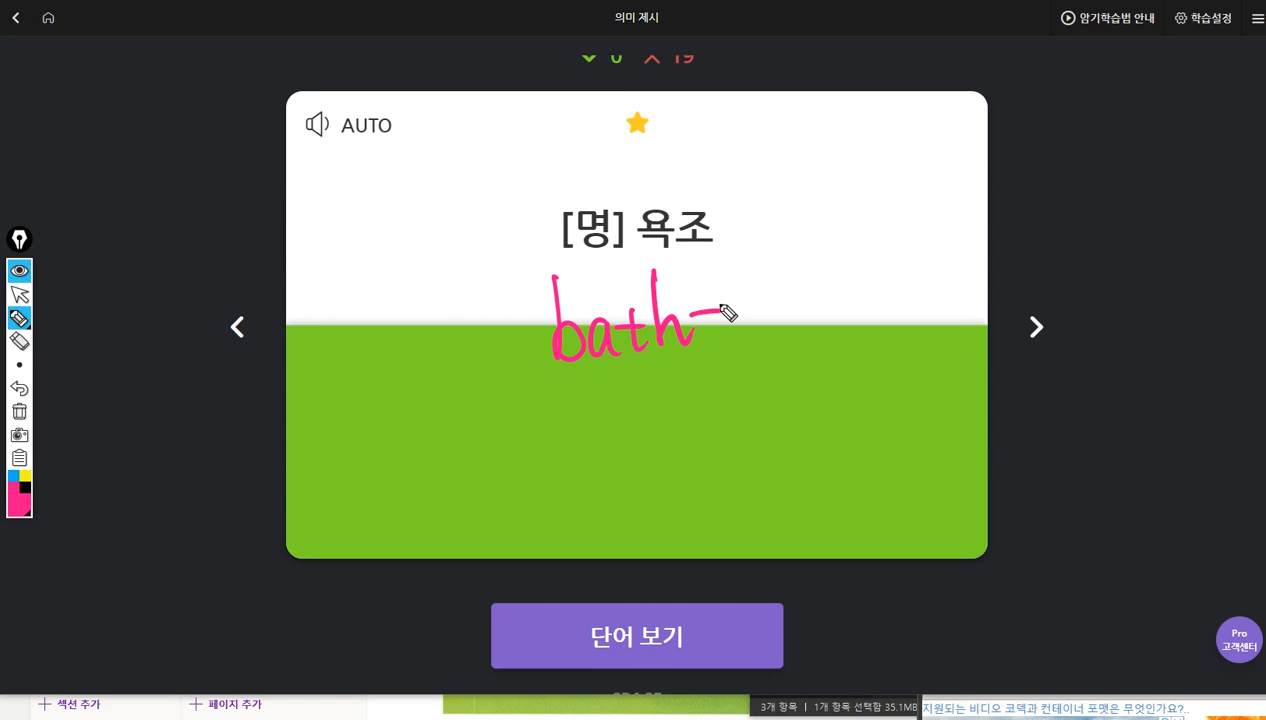 의미 제시
암기학습법 안내
학습설정
AUTO
[명] 욕조
bath
단어 보기
Pro
고객센터
섹션 추가
페이지 추가
3개 항목 | 1개 항목 선택함 35.1MB
지원되는 비디오 코덱과 컨테이너 포맷은 무엇인가요?..